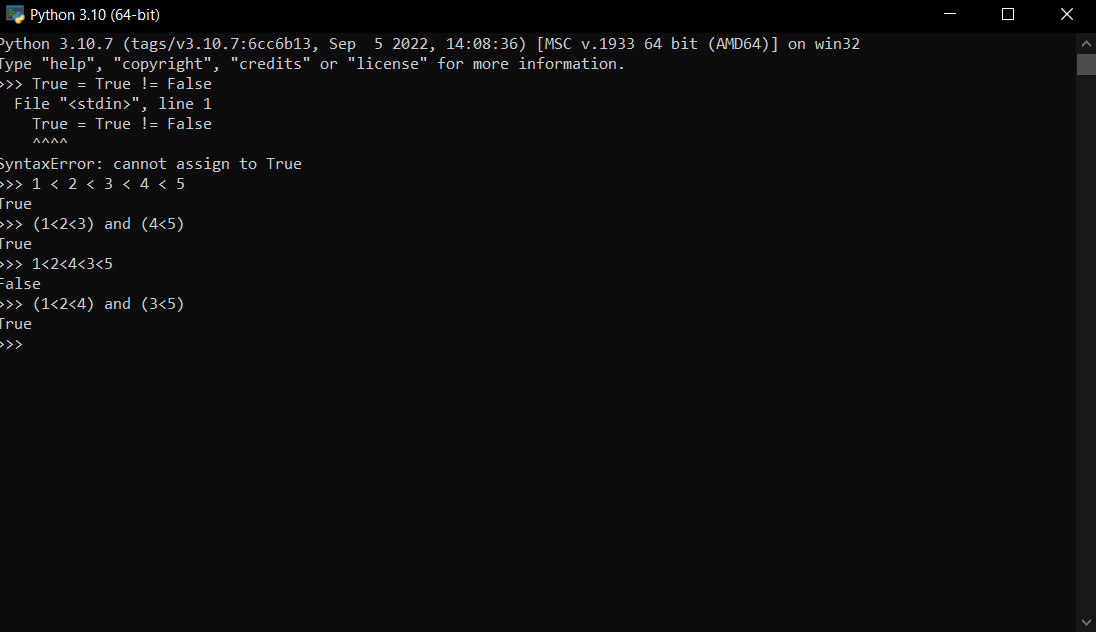 Python 3.10 (64-bit)
Python 3.10.7 (tags/v3.10.7:6cc6b13, Sep  5 2022, 14:08:36) [MSC v.1933 64 bit (AMD64)] on win32
Type "help", "copyright", "credits" or "license" for more information.
>>> True = True != False
  File "<stdin>", line 1
    True = True != False
    ^^^^
SyntaxError: cannot assign to True
>>> 1 < 2 < 3 < 4 < 5
True
>>> (1<2<3) and (4<5)
True
>>> 1<2<4<3<5
False
>>> (1<2<4) and (3<5)
True
>>>